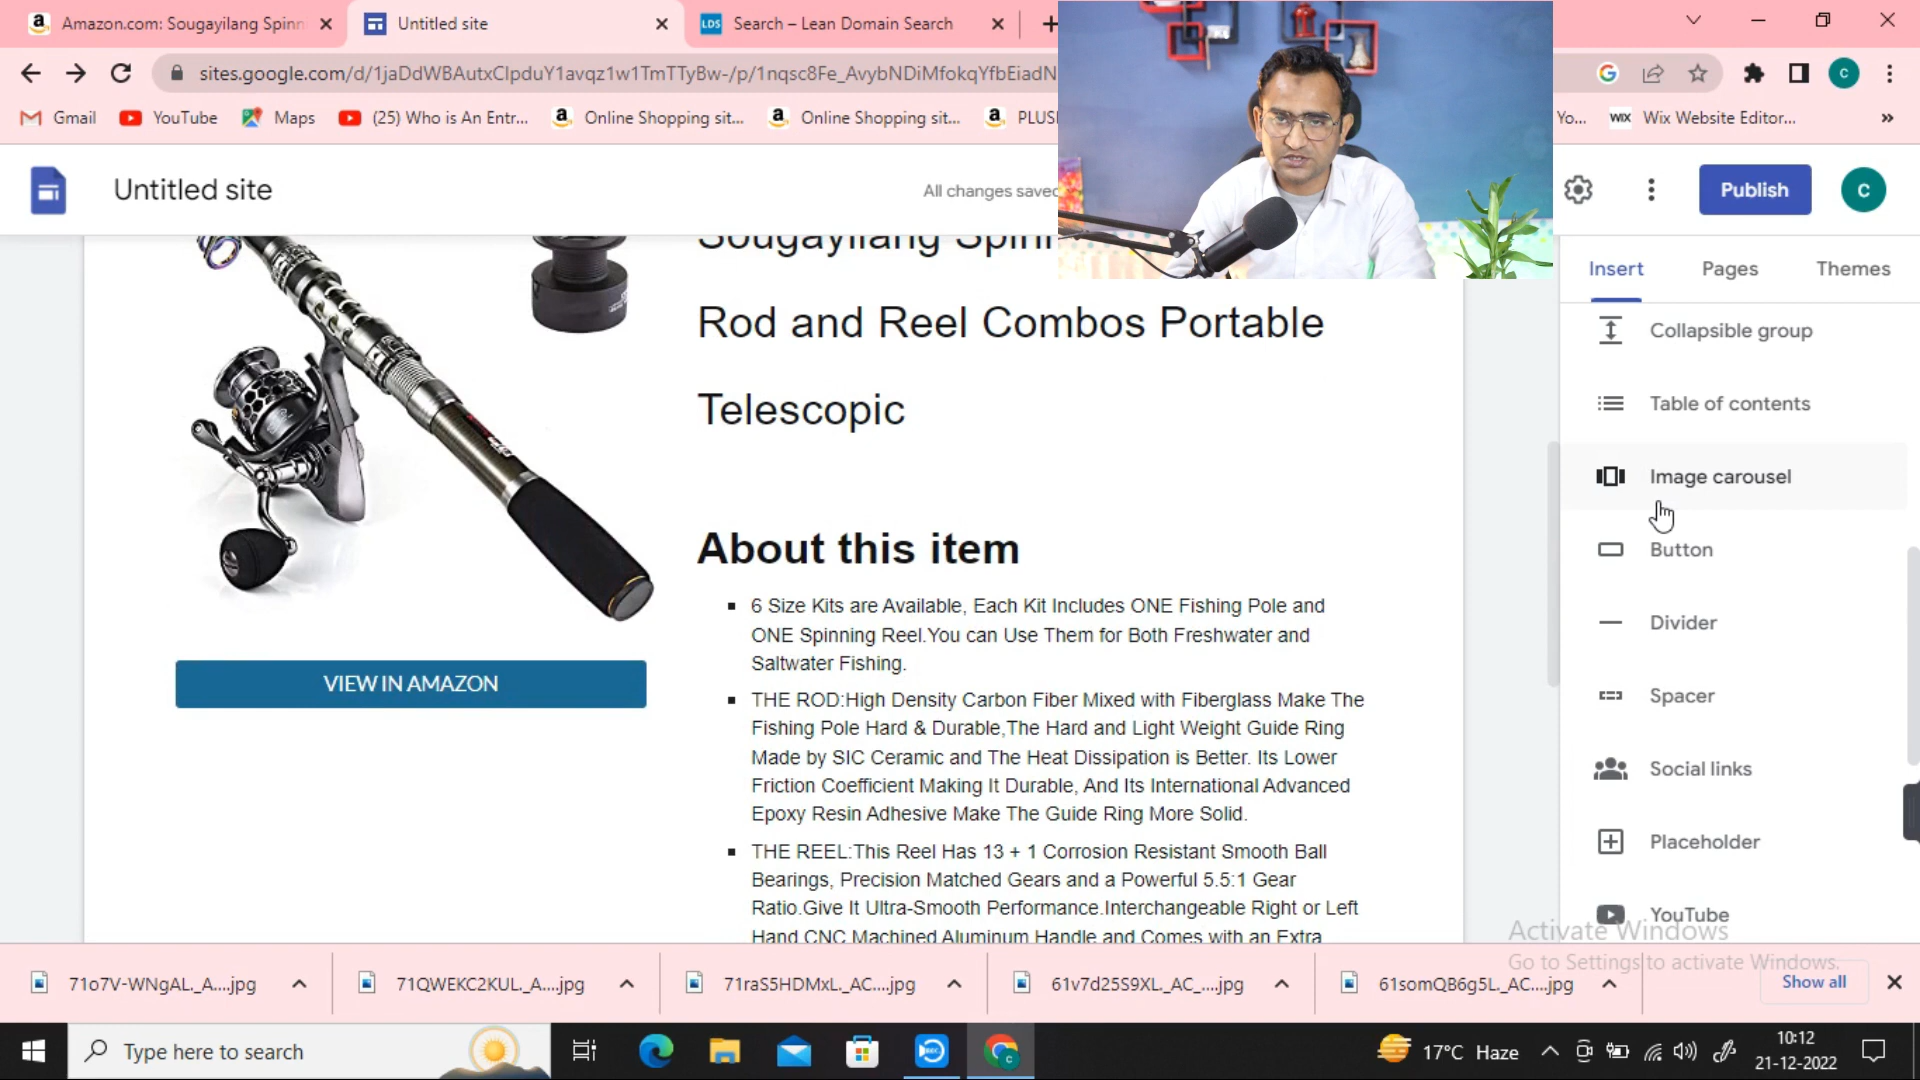 Amazon.com: Sougayilang Spinn
Untitled site
LDS
Search – Lean Domain Search
sites.google.com/d/1jaDdWBAutxClpduY1avqz1w1TmTTyBw-/p/1nqsc8Fe_AvybNDiMfokqYfbEiadN
C
Gmail
YouTube
Maps
(25) Who is An Entr...
Online Shopping sit...
Online Shopping sit...
PLUS
Yo...
WIX Wix Website Editor...
Untitled site
All changes saved
Publish
C
Insert
Pages
Themes
Sougayilang Spinn
Rod and Reel Combos Portable
Telescopic
About this item
6 Size Kits are Available, Each Kit Includes ONE Fishing Pole and
ONE Spinning Reel.You can Use Them for Both Freshwater and
Saltwater Fishing.
THE ROD:High Density Carbon Fiber Mixed with Fiberglass Make The
Fishing Pole Hard & Durable,The Hard and Light Weight Guide Ring
Made by SIC Ceramic and The Heat Dissipation is Better. Its Lower
Friction Coefficient Making It Durable, And Its International Advanced
Epoxy Resin Adhesive Make The Guide Ring More Solid.
THE REEL:This Reel Has 13 + 1 Corrosion Resistant Smooth Ball
Bearings, Precision Matched Gears and a Powerful 5.5:1 Gear
Ratio.Give It Ultra-Smooth Performance.Interchangeable Right or Left
Hand CNC Machined Aluminum Handle and Comes with an Extra
VIEW IN AMAZON
Collapsible group
Table of contents
Image carousel
Button
Divider
Spacer
Social links
Placeholder
YouTube
Activate Windows
Go to Settings to activate Windows.
71o7V-WNgAL._A....jpg
71QWEKC2KUL._A....jpg
71raS5HDMxL._AC....jpg
61v7d25S9XL._AC_....jpg
61somQB6g5L._AC....jpg
Show all
Type here to search
REC
17°C Haze
10:12
21-12-2022